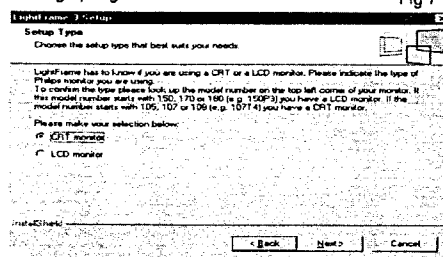 Fig 7
LightFrame 3 Setup
Setup Type
Choose the setup type that best suits your needs.
LightFrame has to know if you are using a CRT or a LCD monitor. Please indicate the type of
Philips monitor you are using.
To confirm the type please look up the model number on the top left corner of your monitor. If
this model number starts with 150, 170 or 180 (e.g. 150P3) you have a LCD monitor. If the
model number starts with 105, 107 or 109 (e.g. 107T4) you have a CRT monitor.
Please make your selection below:
CRT monitor
LCD monitor
InstallShield
< Back Next > Cancel